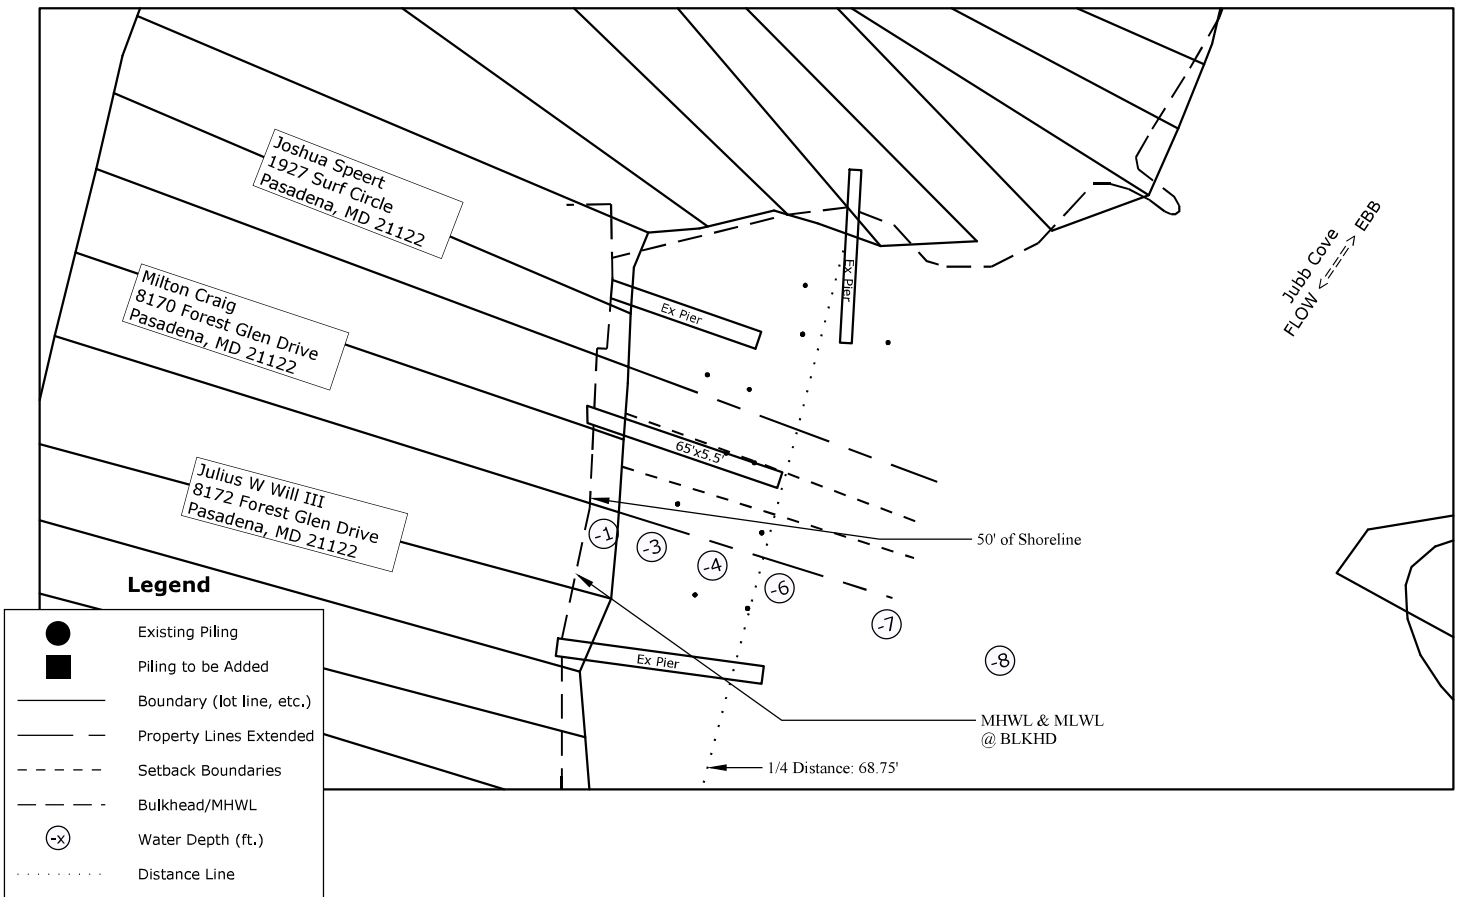 Joshua Speert
1927 Surf Circle
Pasadena, MD 21122
Milton Craig
8170 Forest Glen Drive
Pasadena, MD 21122
Julius W Will III
8172 Forest Glen Drive
Pasadena, MD 21122
Ex Pier
Ex Pier
65'x5.5'
Ex Pier
Jubb Cove
FLOW <====> EBB
-1
-3
-4
-6
-7
-8
50' of Shoreline
MHWL & MLWL
@ BLKHD
1/4 Distance: 68.75'
Legend
Existing Piling
Piling to be Added
Boundary (lot line, etc.)
Property Lines Extended
Setback Boundaries
Bulkhead/MHWL
-x Water Depth (ft.)
Distance Line